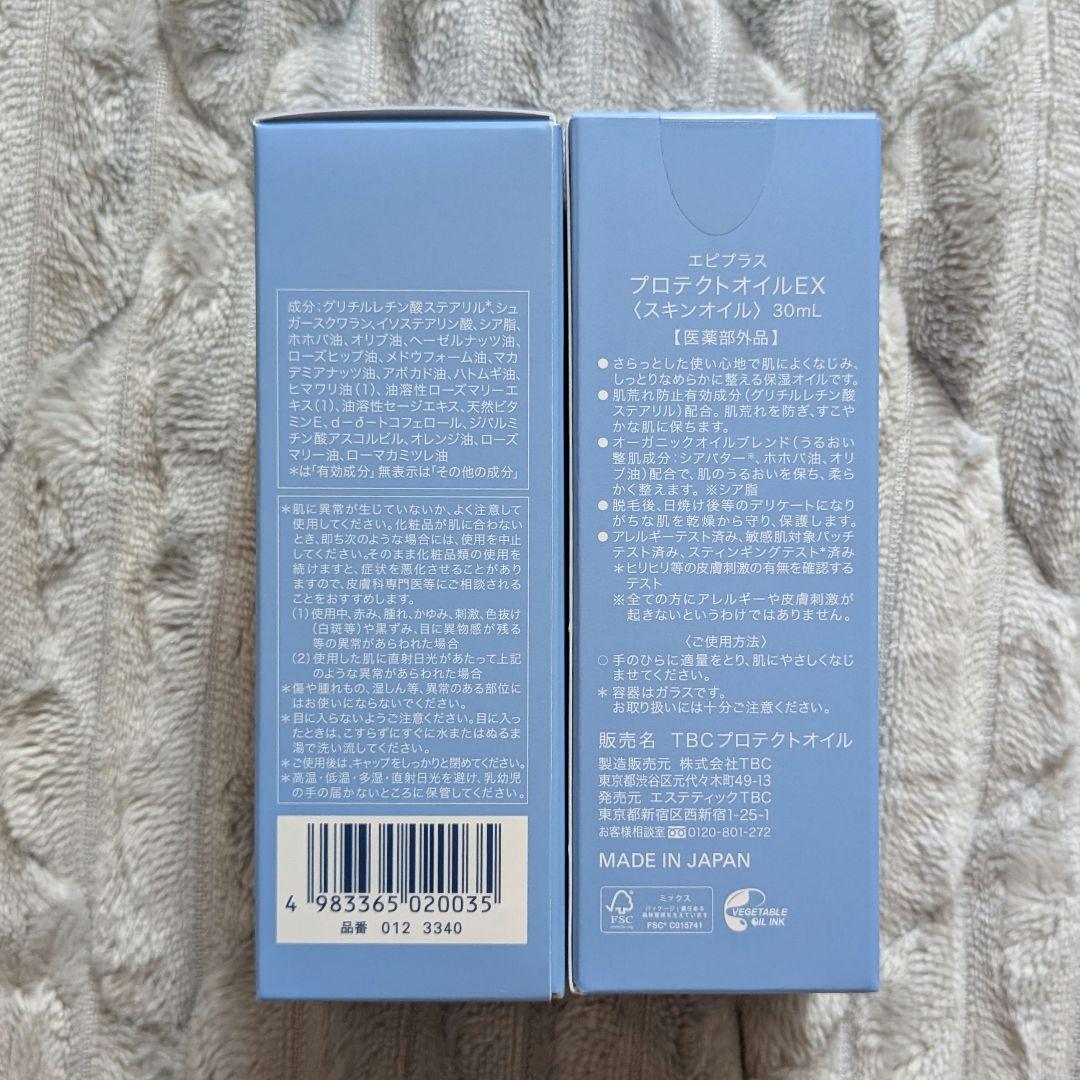 成分:グリチルレチン酸ステアリル*、シュ
ガースクワラン、イソステアリン酸、シア脂、
ホホバ油、オリブ油、ヘーゼルナッツ油、
ローズヒップ油、メドウフォーム油、マカ
デミアナッツ油、アボカド油、ハトムギ油、
ヒマワリ油(1)、油溶性ローズマリーエ
キス(1)、油溶性セージエキス、天然ビタ
ミンE、d-δ-トコフェロール、ジパルミ
チン酸アスコルビル、オレンジ油、ローズ
マリー油、ローマカミツレ油
*は「有効成分」無表示は「その他の成分」
*肌に異常が生じていないか、よく注意して
使用してください。化粧品が肌に合わない
とき、即ち次のような場合には、使用を中止
してください。そのまま化粧品類の使用を
続けますと、症状を悪化させることがあり
ますので、皮膚科専門医等にご相談される
ことをおすすめします。
(1)使用中、赤み、腫れ、かゆみ、刺激、色抜け
(白斑等)や黒ずみ、目に異物感が残る
等の異常があらわれた場合
(2)使用した肌に直射日光があたって上記
のような異常があらわれた場合
*傷や腫れもの、湿しん等、異常のある部位に
はお使いにならないでください。
*目に入らないようご注意ください。目に入っ
たときは、こすらずにすぐに水またはぬるま
湯で洗い流してください。
*ご使用後は、キャップをしっかりと閉めてください。
*高温・低温・多湿・直射日光を避け、乳幼児
の手の届かないところに保管してください。
4 983365 020035
品番 012 3340
エピプラス
プロテクトオイルEX
〈スキンオイル〉30mL
【医薬部外品】
●さらっとした使い心地で肌によくなじみ、
しっとりなめらかに整える保湿オイルです。
●肌荒れ防止有効成分(グリチルレチン酸
ステアリル)配合。肌荒れを防ぎ、すこや
かな肌に保ちます。
●オーガニックオイルブレンド(うるおい
整肌成分:シアバター※、ホホバ油、オリ
ブ油)配合で、肌のうるおいを保ち、柔ら
かく整えます。※シア脂
●脱毛後、日焼け後等のデリケートになり
がちな肌を乾燥から守り、保護します。
●アレルギーテスト済み、敏感肌対象パッチ
テスト済み、スティンギングテスト*済み
*ヒリヒリ等の皮膚刺激の有無を確認する
テスト
※全ての方にアレルギーや皮膚刺激が
起きないというわけではありません。
〈ご使用方法〉
○手のひらに適量をとり、肌にやさしくなじ
ませてください。
*容器はガラスです。
お取り扱いには十分ご注意ください。
販売名 TBCプロテクトオイル
製造販売元 株式会社TBC
東京都渋谷区元代々木町49-13
発売元 エステティックTBC
東京都新宿区西新宿1-25-1
お客様相談室 0120-801-272
MADE IN JAPAN
FSC
www.fsc.org
ミックス
パッケージ|責任ある
森林管理を支えています
FSC® C015741
VEGETABLE
OIL INK